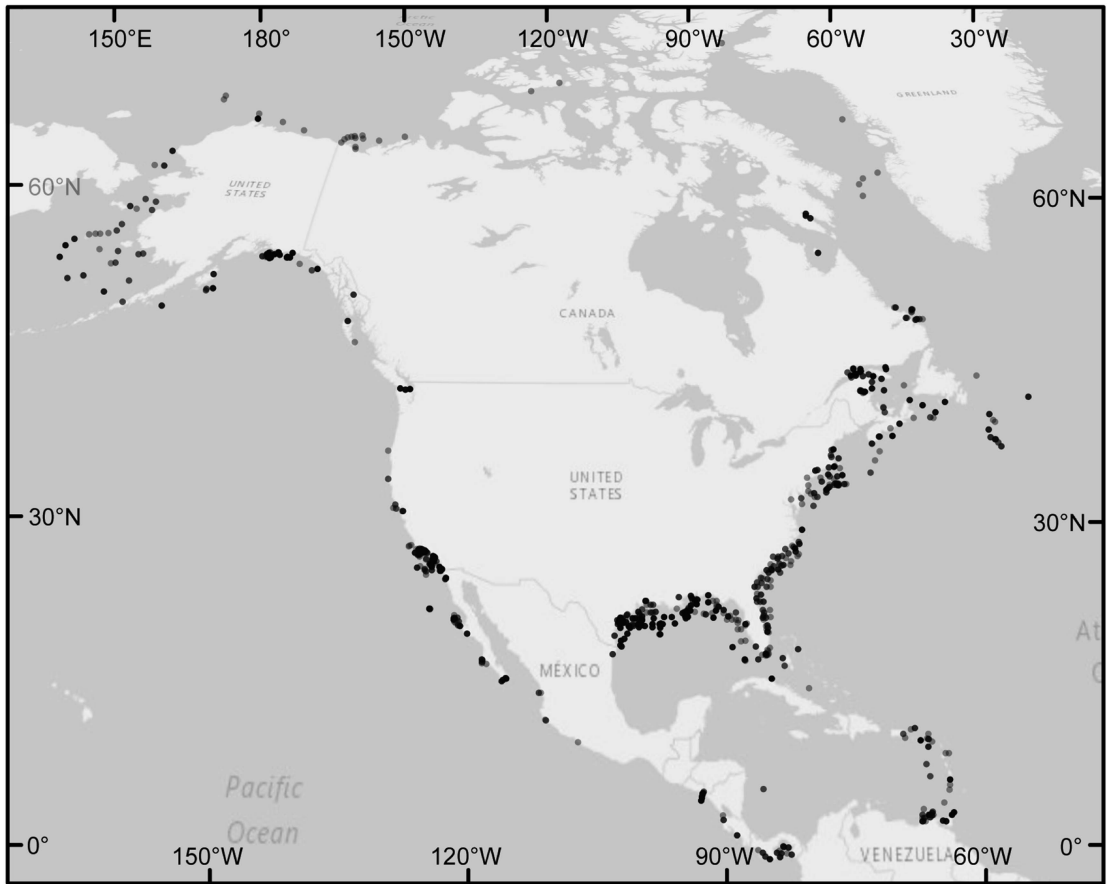 150°E 180° 150°W 120°W 90°W 60°W 30°W
GREENLAND
60°N UNITED STATES 60°N
CANADA
UNITED
STATES
30°N 30°N
At
MÉXICO
Pacific
Ocean
0° VENEZUELA 0°
150°W 120°W 90°W 60°W